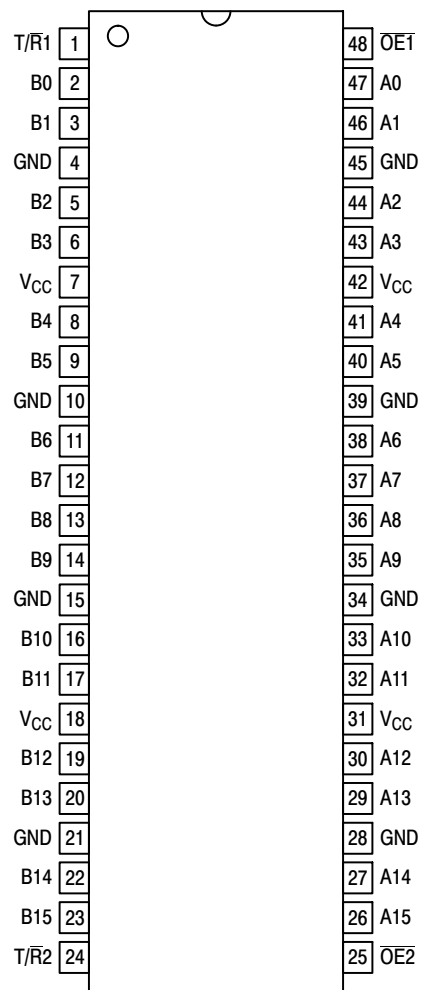 T/R̅1 1 48 O̅E̅1̅
B0 2 47 A0
B1 3 46 A1
GND 4 45 GND
B2 5 44 A2
B3 6 43 A3
VCC 7 42 VCC
B4 8 41 A4
B5 9 40 A5
GND 10 39 GND
B6 11 38 A6
B7 12 37 A7
B8 13 36 A8
B9 14 35 A9
GND 15 34 GND
B10 16 33 A10
B11 17 32 A11
VCC 18 31 VCC
B12 19 30 A12
B13 20 29 A13
GND 21 28 GND
B14 22 27 A14
B15 23 26 A15
T/R̅2 24 25 O̅E̅2̅